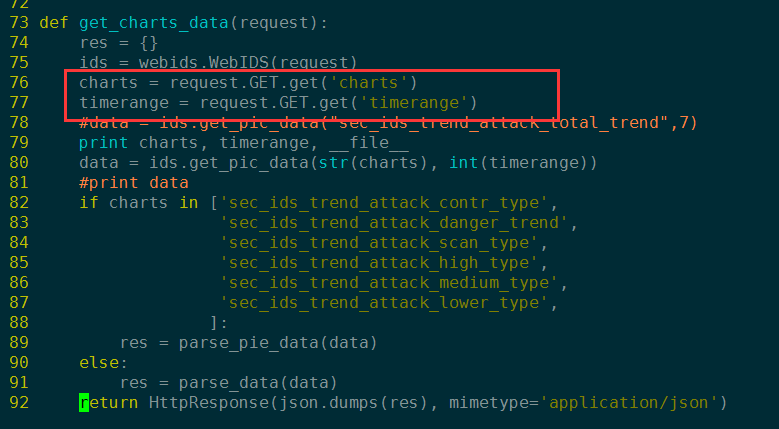 72
73 def get_charts_data(request):
74     res = {}
75     ids = webids.WebIDS(request)
76     charts = request.GET.get('charts')
77     timerange = request.GET.get('timerange')
78     #data = ids.get_pic_data("sec_ids_trend_attack_total_trend",7)
79     print charts, timerange, __file__
80     data = ids.get_pic_data(str(charts), int(timerange))
81     #print data
82     if charts in ['sec_ids_trend_attack_contr_type',
83                   'sec_ids_trend_attack_danger_trend',
84                   'sec_ids_trend_attack_scan_type',
85                   'sec_ids_trend_attack_high_type',
86                   'sec_ids_trend_attack_medium_type',
87                   'sec_ids_trend_attack_lower_type',
88                  ]:
89         res = parse_pie_data(data)
90     else:
91         res = parse_data(data)
92     return HttpResponse(json.dumps(res), mimetype='application/json')